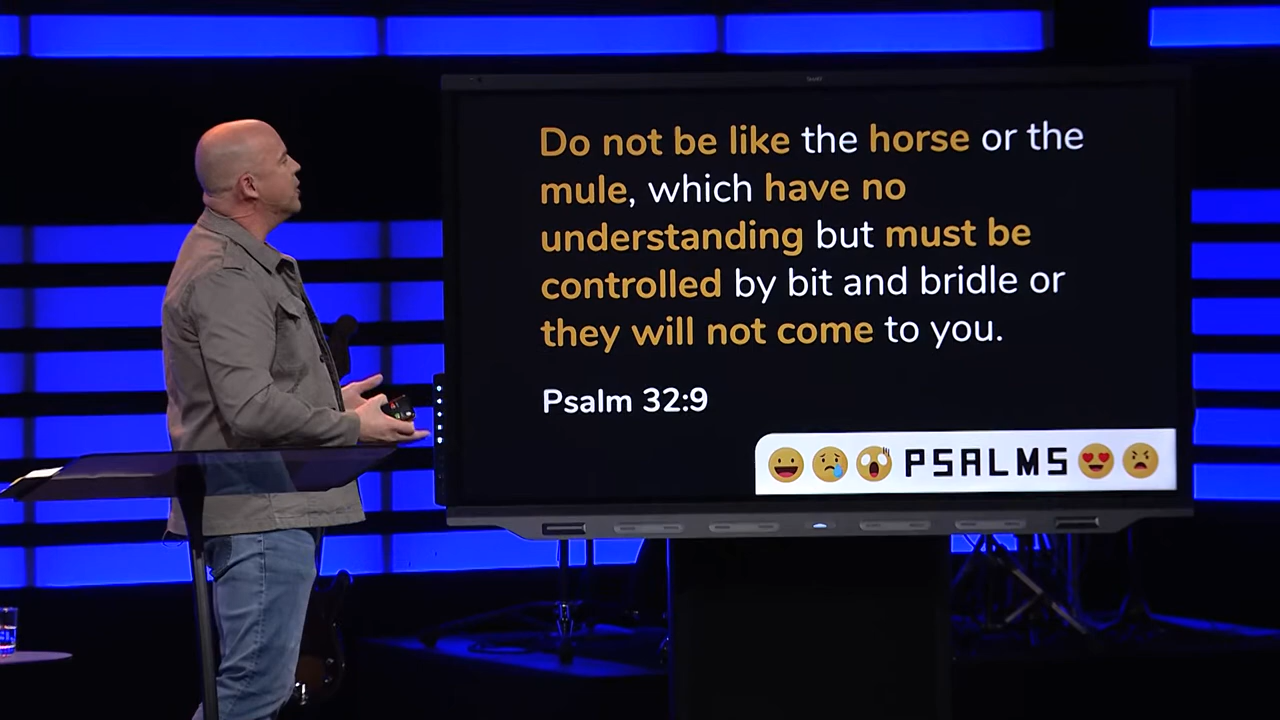 Do not be like the horse or the
mule, which have no
understanding but must be
controlled by bit and bridle or
they will not come to you.
Psalm 32:9
PSALMS